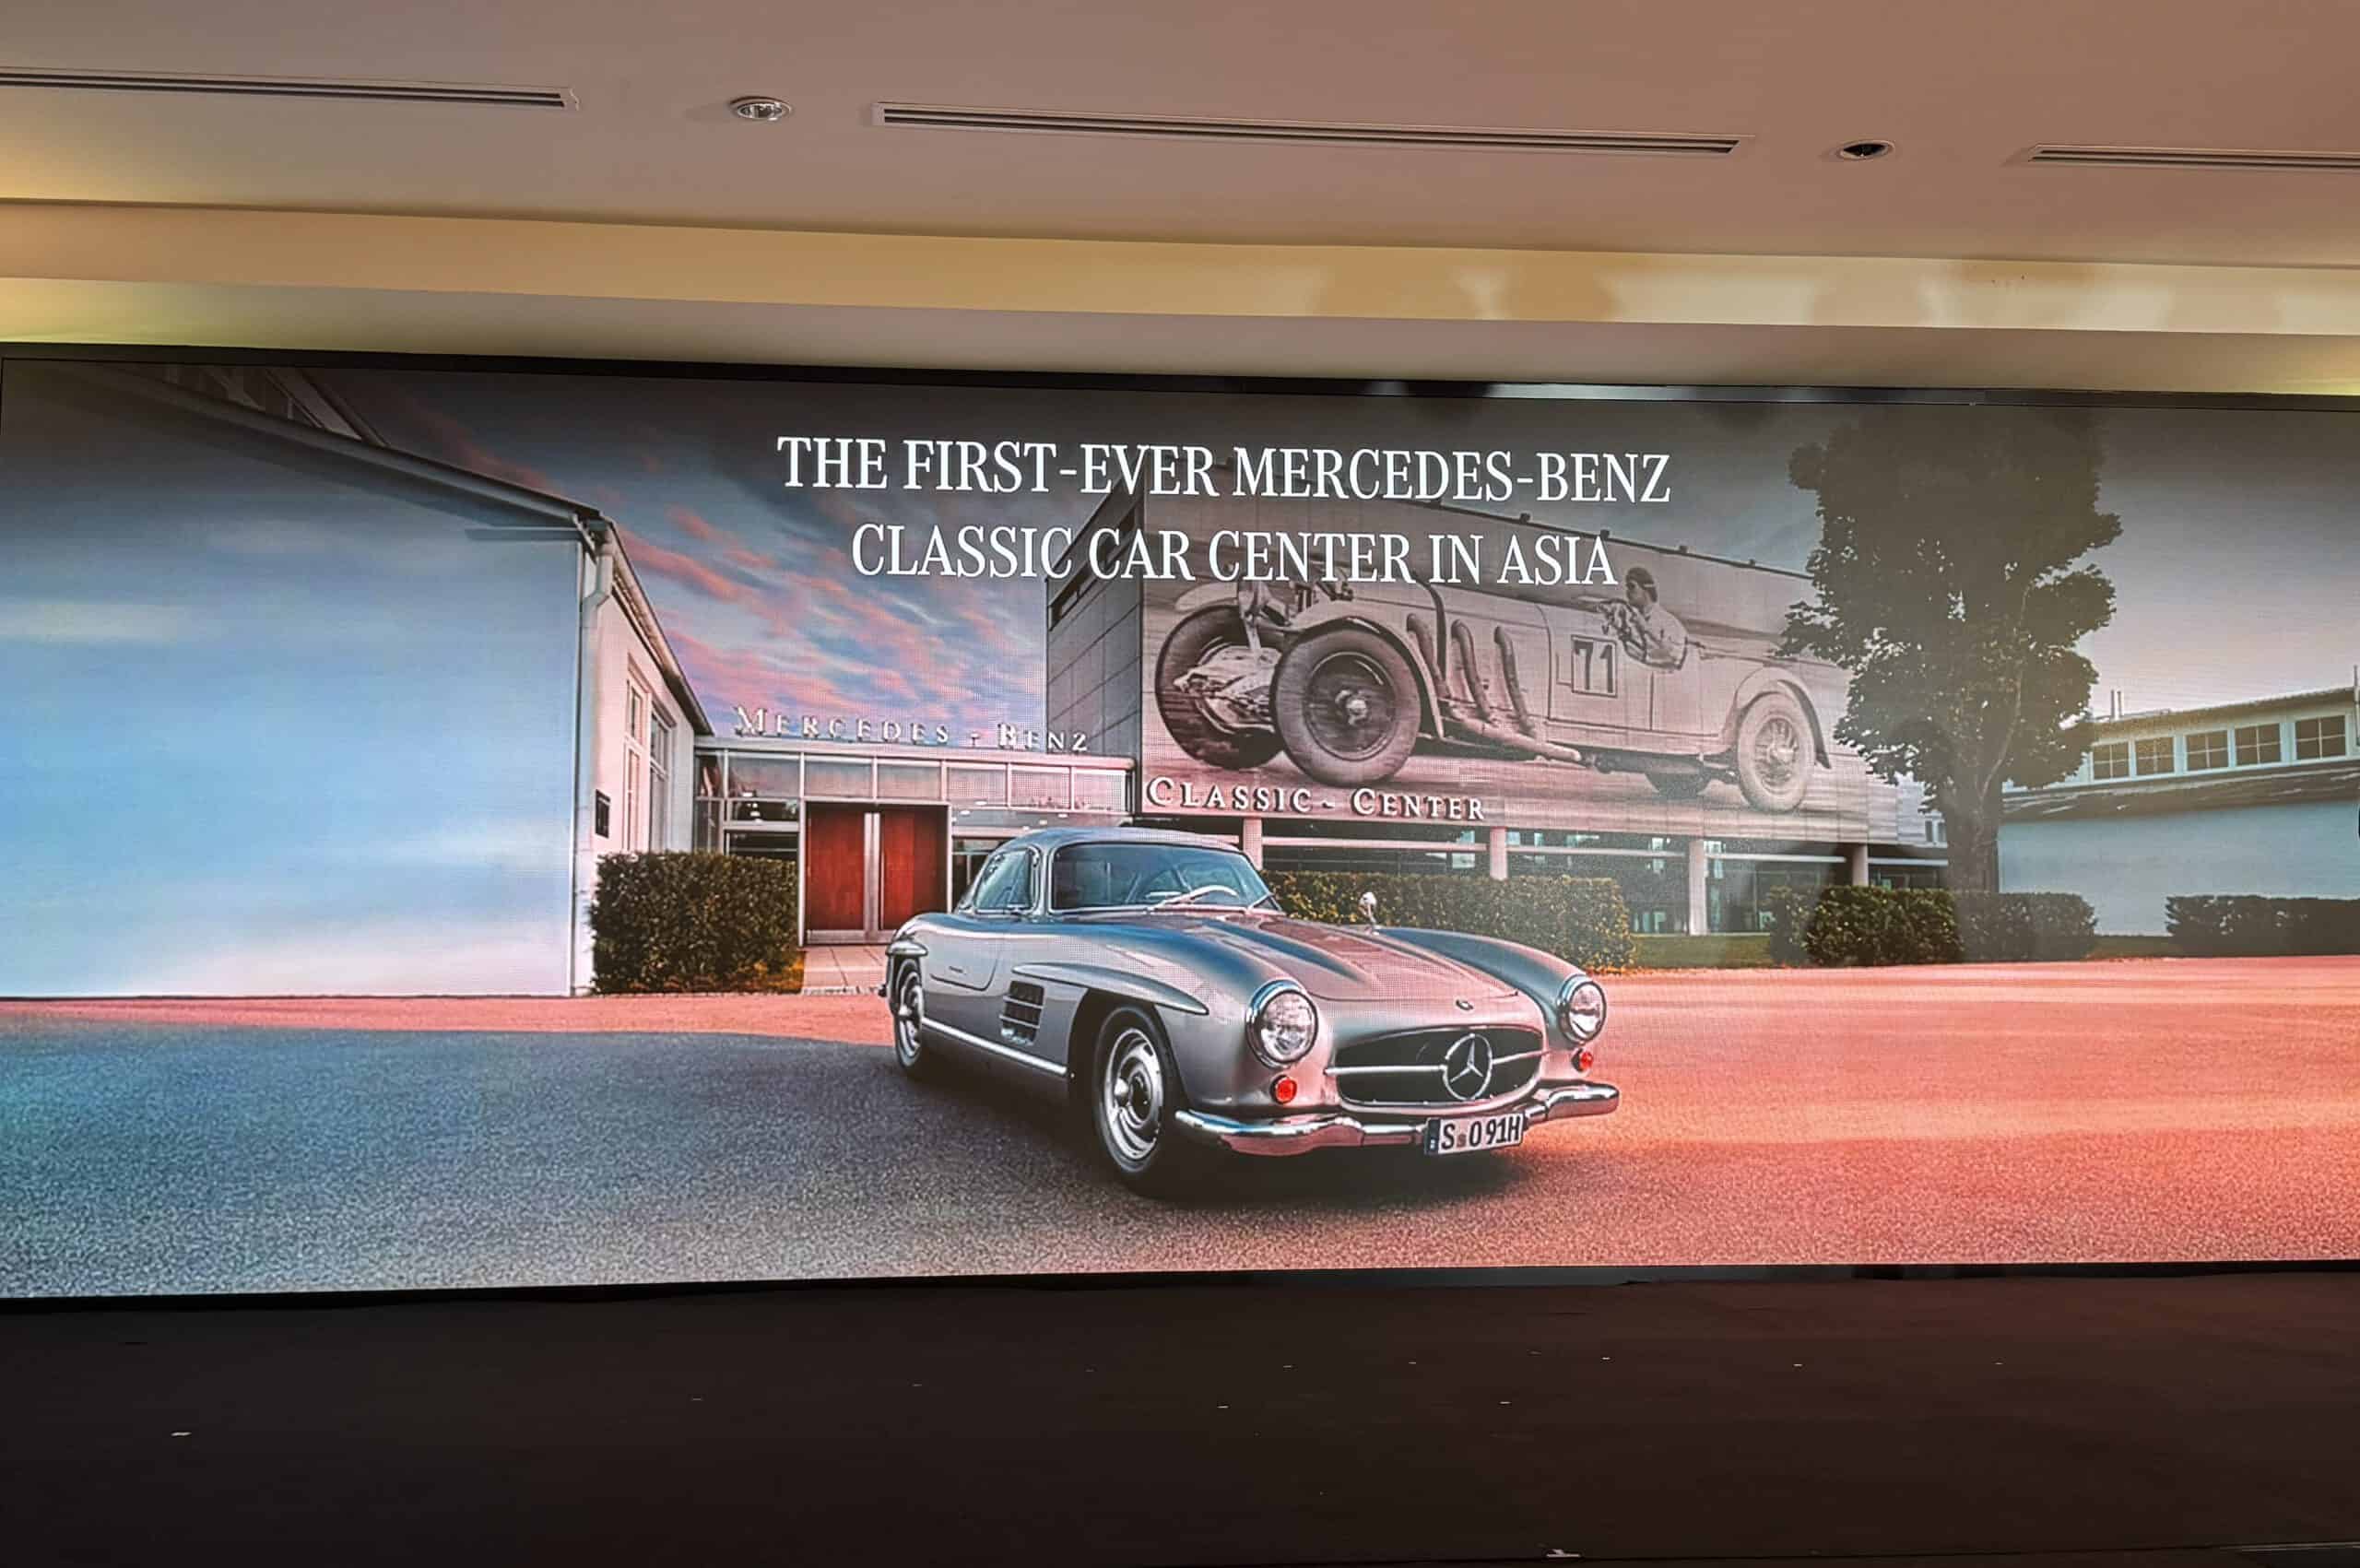 THE FIRST-EVER MERCEDES-BENZ
CLASSIC CAR CENTER IN ASIA
71
MERCEDES - BENZ
CLASSIC - CENTER
S 091H